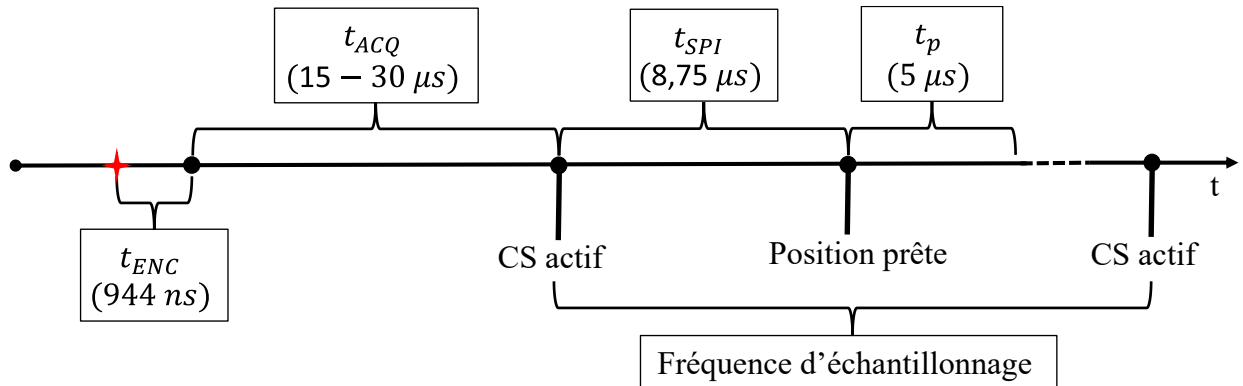 t_ACQ
(15 − 30 μs)
t_SPI
(8,75 μs)
t_p
(5 μs)
t
t_ENC
(944 ns)
CS actif
Position prête
CS actif
Fréquence d’échantillonnage